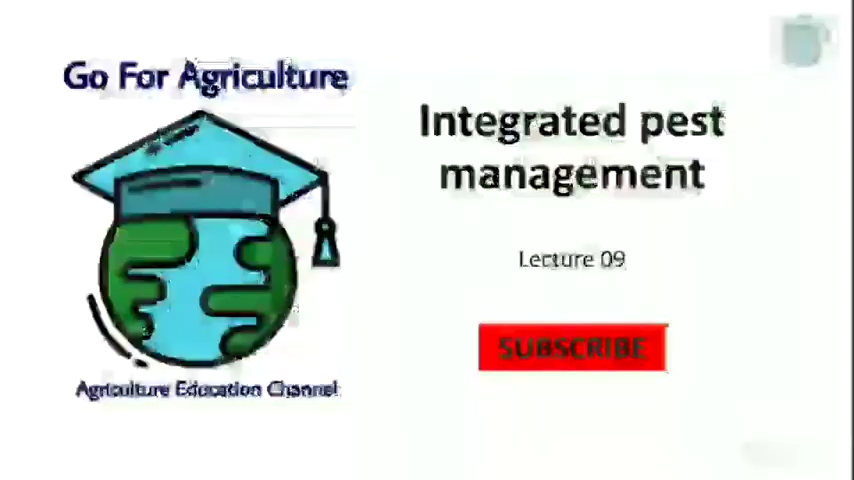 Go For Agriculture
Integrated pest
management
Lecture 09
SUBSCRIBE
Agriculture Education Channel